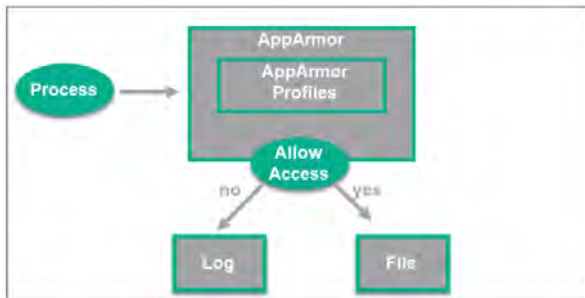 AppArmor
AppArmor
Profiles
Process
Allow
Access
no
yes
Log
File